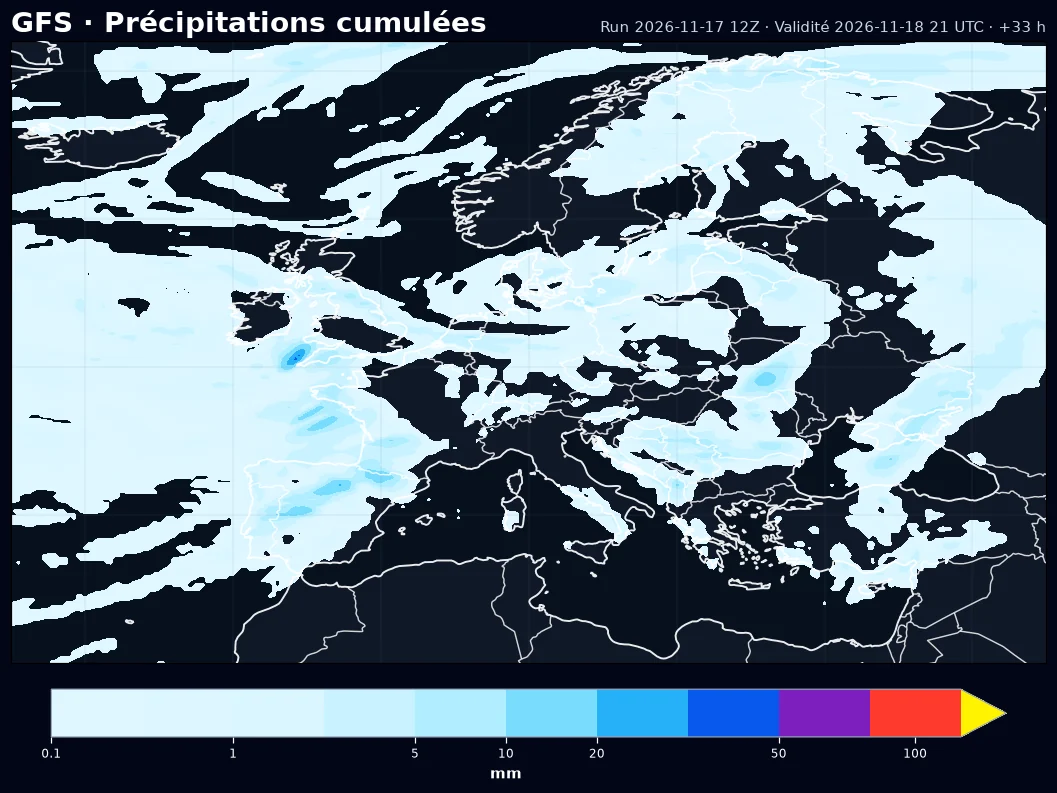 GFS · Précipitations cumulées
Run 2026-11-17 12Z · Validité 2026-11-18 21 UTC · +33 h
0.1 1 5 10 20 50 100
mm